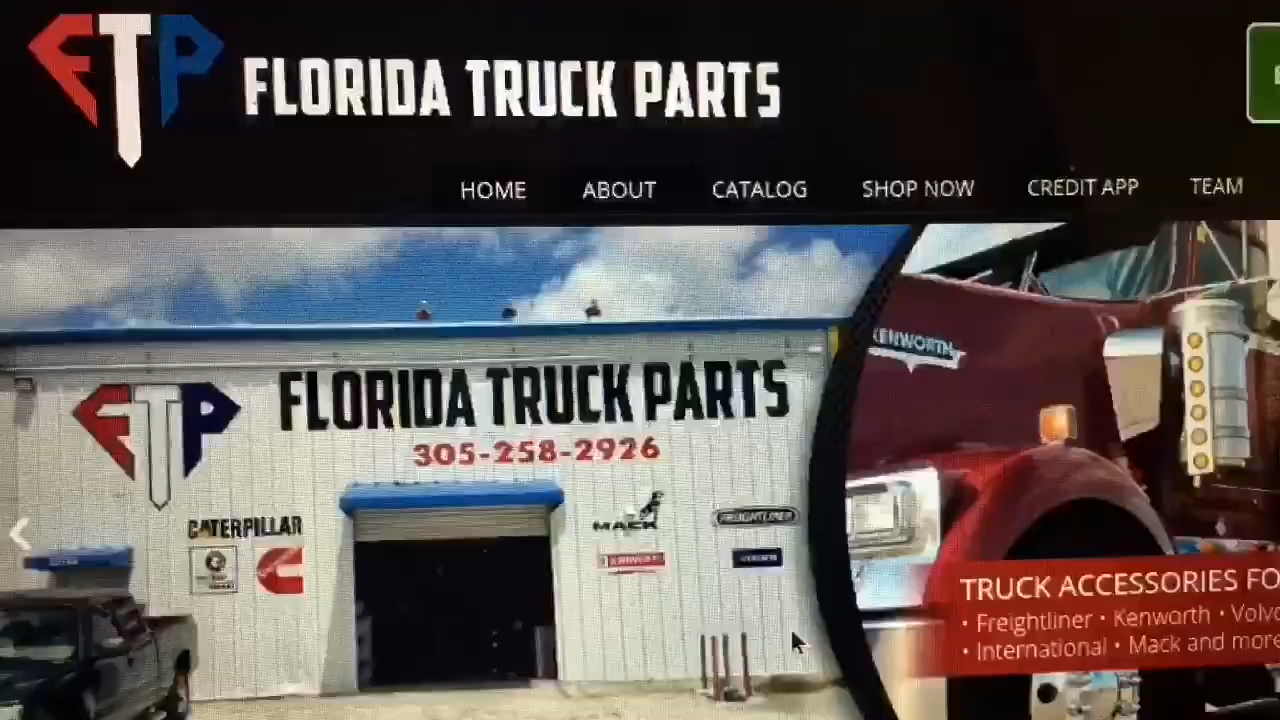 FTP
FLORIDA TRUCK PARTS
HOME ABOUT CATALOG SHOP NOW CREDIT APP TEAM
KENWORTH
FTP
FLORIDA TRUCK PARTS
305-258-2926
CATERPILLAR
MACK
FREIGHTLINER
KENWORTH
TRUCK ACCESSORIES FO
• Freightliner • Kenworth • Volvo
• International • Mack and more